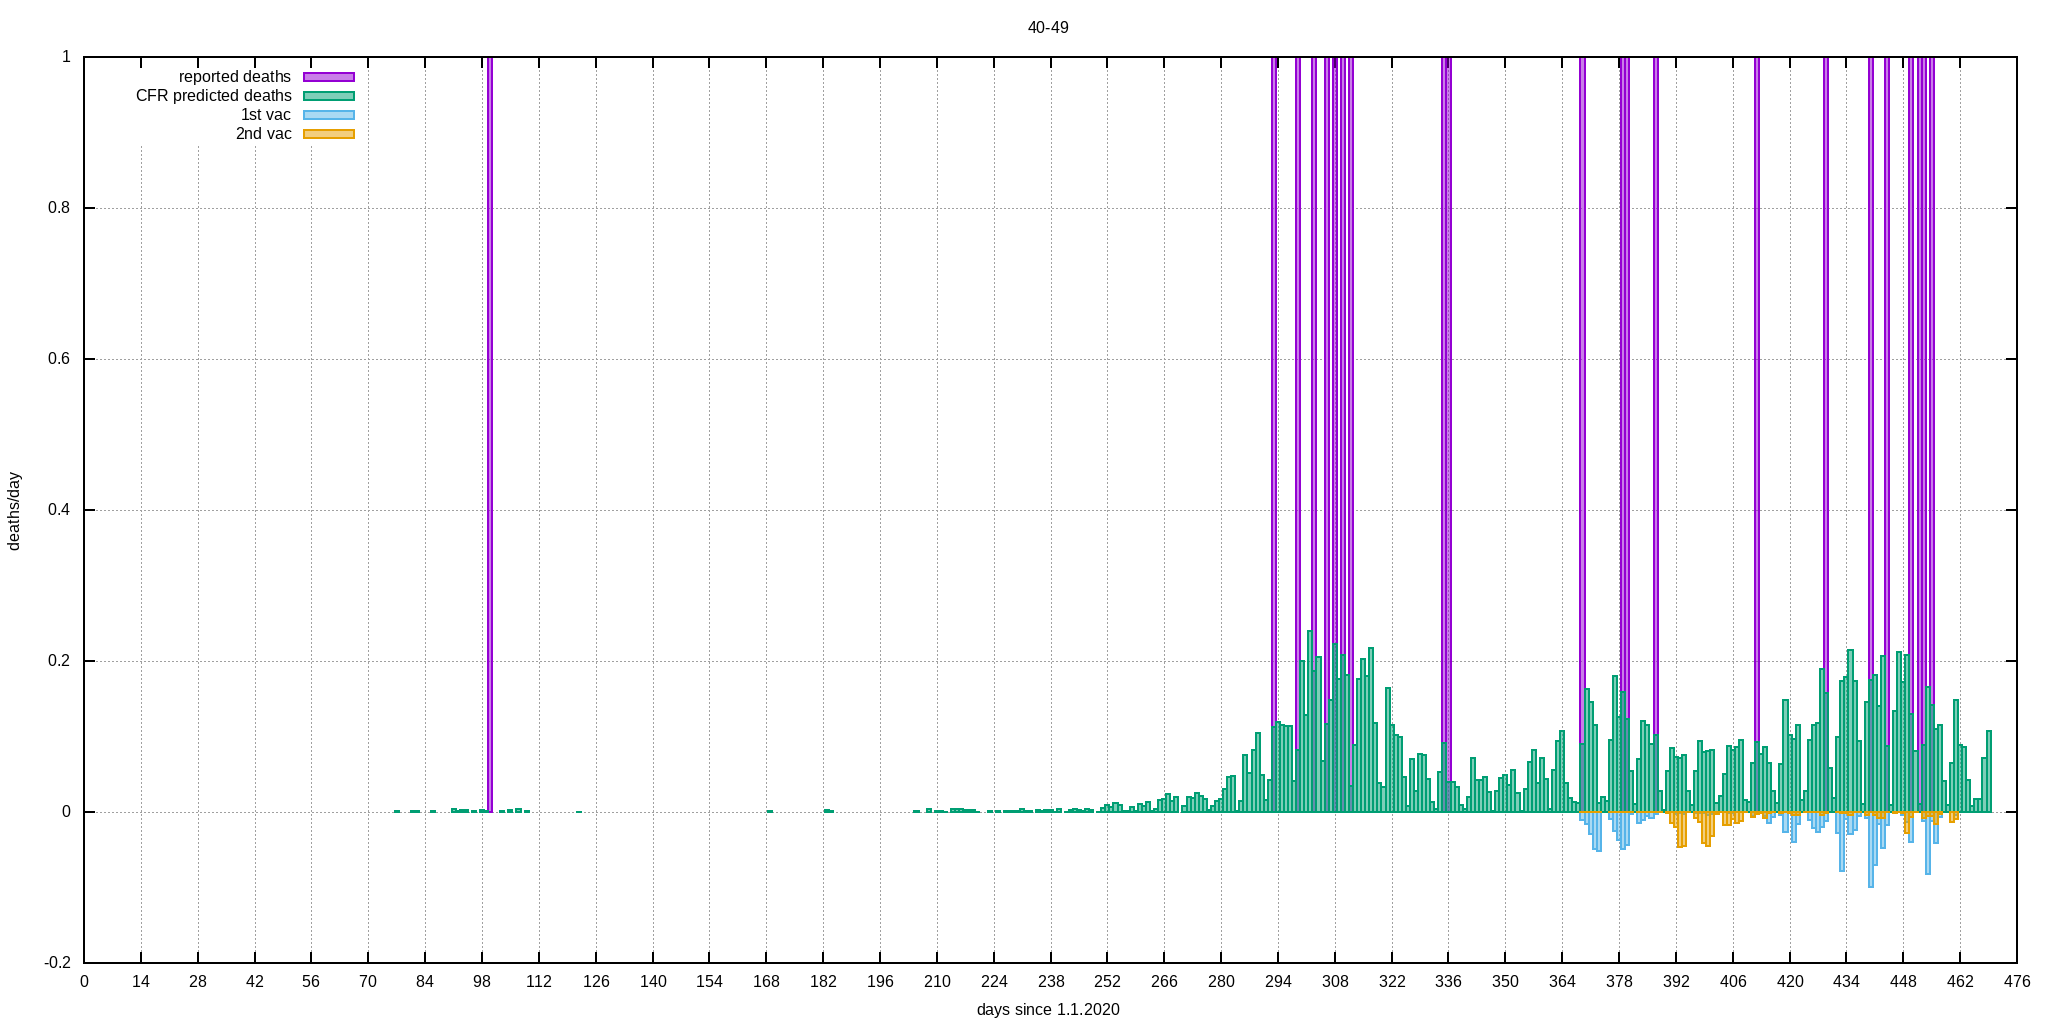 40-49
1
reported deaths
CFR predicted deaths
1st vac
2nd vac
0.8
0.6
0.4
0.2
0
-0.2
deaths/day
0 14 28 42 56 70 84 98 112 126 140 154 168 182 196 210 224 238 252 266 280 294 308 322 336 350 364 378 392 406 420 434 448 462 476
days since 1.1.2020